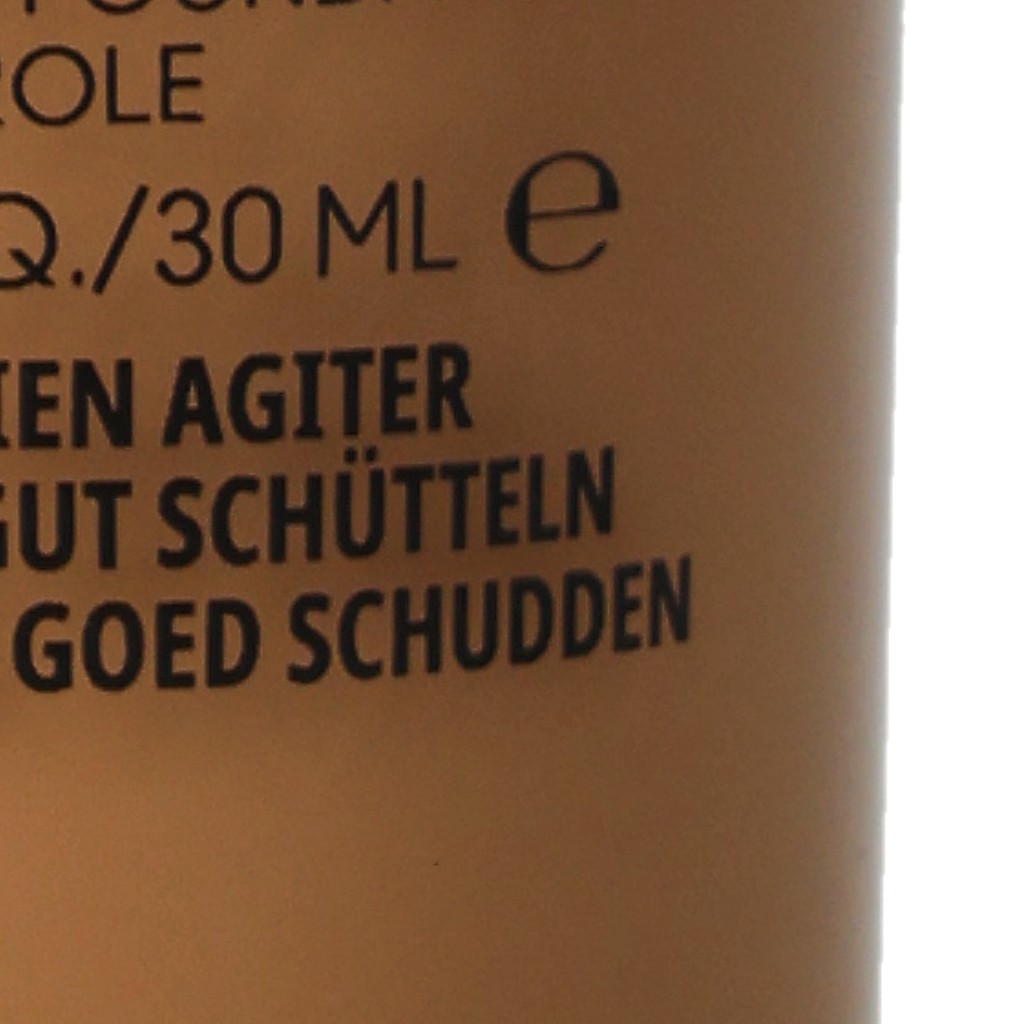 ROLE
Q./30 ML e
IEN AGITER
GUT SCHÜTTELN
GOED SCHUDDEN